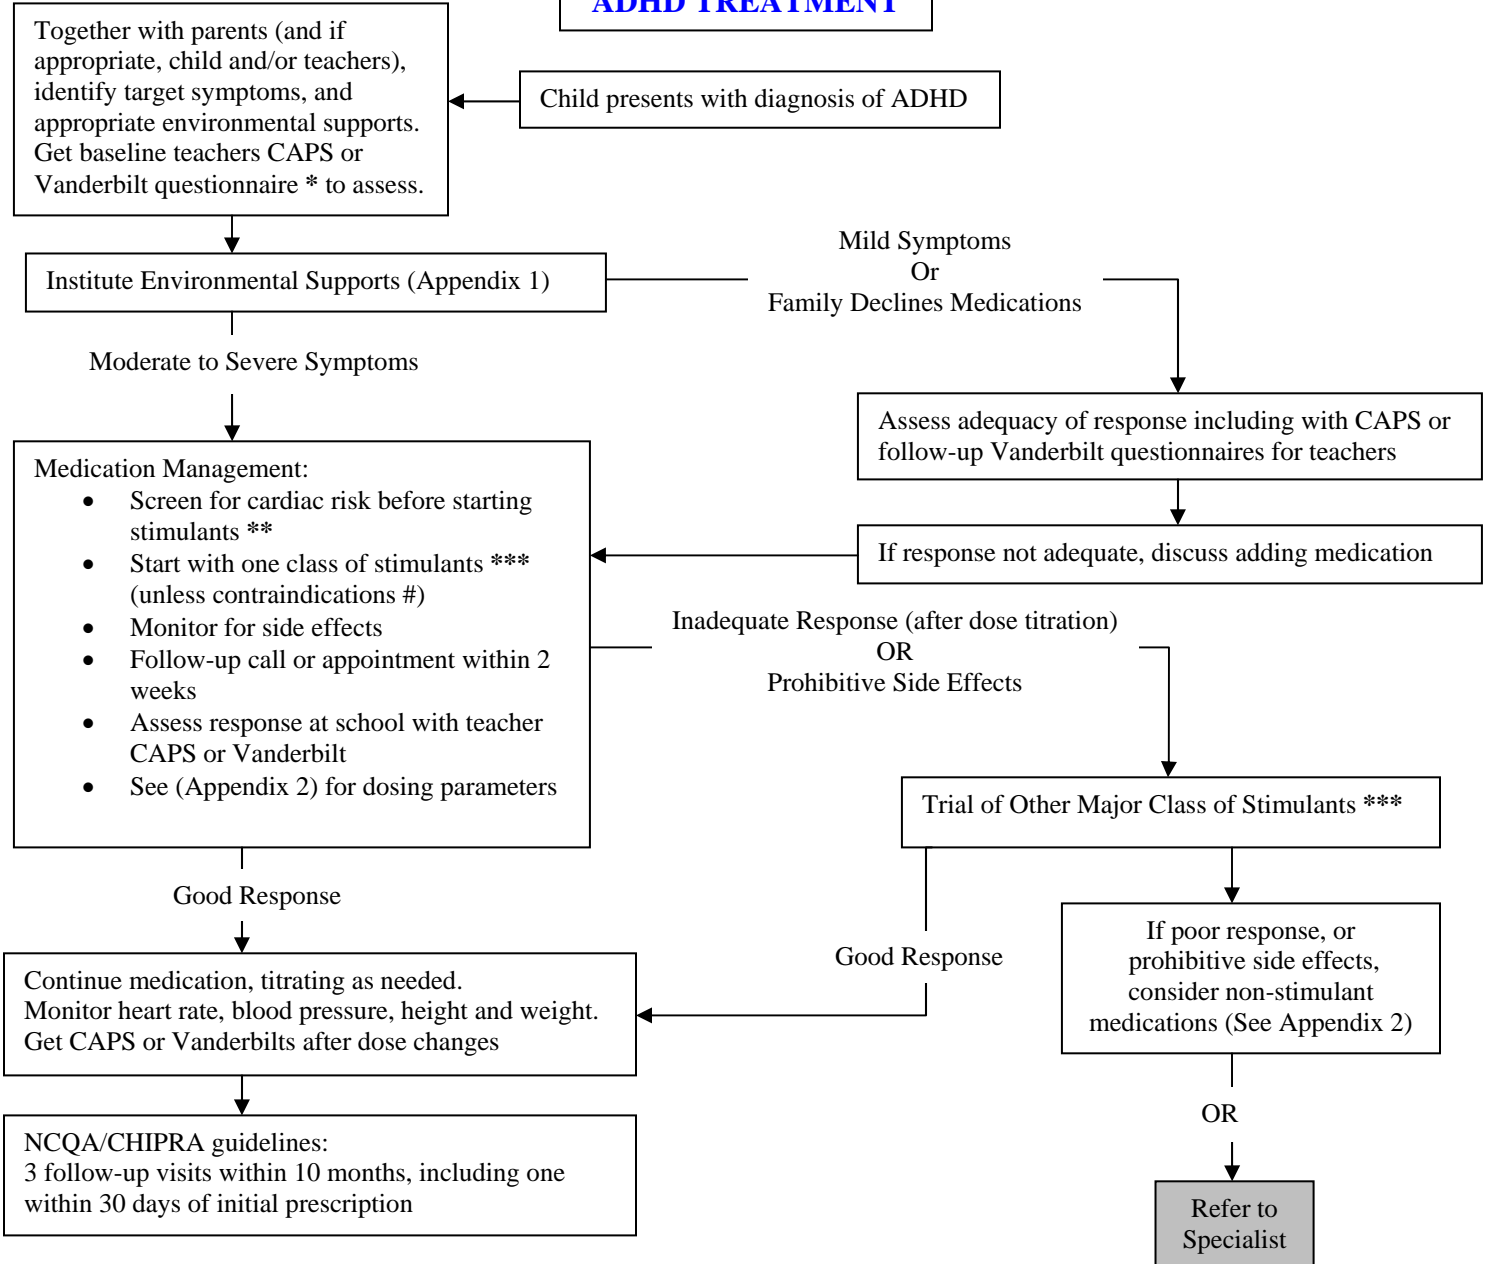 ADHD TREATMENT
Together with parents (and if
appropriate, child and/or teachers),
identify target symptoms, and
appropriate environmental supports.
Get baseline teachers CAPS or
Vanderbilt questionnaire * to assess.
Child presents with diagnosis of ADHD
Institute Environmental Supports (Appendix 1)
Mild Symptoms
Or
Family Declines Medications
Moderate to Severe Symptoms
Assess adequacy of response including with CAPS or
follow-up Vanderbilt questionnaires for teachers
If response not adequate, discuss adding medication
Medication Management:
• Screen for cardiac risk before starting
stimulants **
• Start with one class of stimulants ***
(unless contraindications #)
• Monitor for side effects
• Follow-up call or appointment within 2
weeks
• Assess response at school with teacher
CAPS or Vanderbilt
• See (Appendix 2) for dosing parameters
Inadequate Response (after dose titration)
OR
Prohibitive Side Effects
Trial of Other Major Class of Stimulants ***
Good Response
Good Response
If poor response, or
prohibitive side effects,
consider non-stimulant
medications (See Appendix 2)
Continue medication, titrating as needed.
Monitor heart rate, blood pressure, height and weight.
Get CAPS or Vanderbilts after dose changes
OR
NCQA/CHIPRA guidelines:
3 follow-up visits within 10 months, including one
within 30 days of initial prescription
Refer to
Specialist